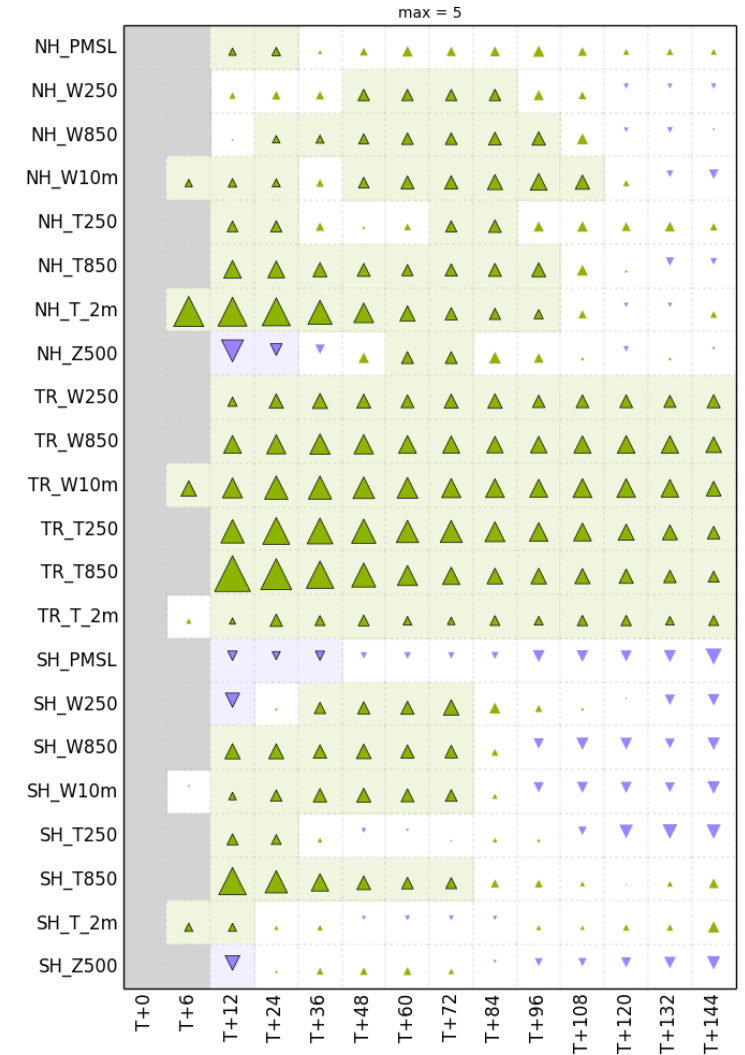 max = 5
NH_PMSL
NH_W250
NH_W850
NH_W10m
NH_T250
NH_T850
NH_T_2m
NH_Z500
TR_W250
TR_W850
TR_W10m
TR_T250
TR_T850
TR_T_2m
SH_PMSL
SH_W250
SH_W850
SH_W10m
SH_T250
SH_T850
SH_T_2m
SH_Z500
T+0
T+6
T+12
T+24
T+36
T+48
T+60
T+72
T+84
T+96
T+108
T+120
T+132
T+144